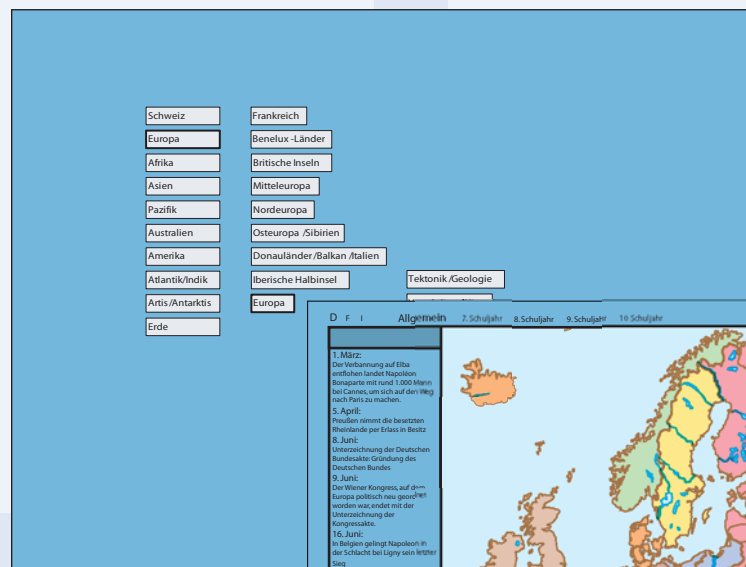 Schweiz
Europa
Afrika
Asien
Pazifik
Australien
Amerika
Atlantik/Indik
Artis/Antarktis
Erde
Frankreich
Benelux -Länder
Britische Inseln
Mitteleuropa
Nordeuropa
Osteuropa /Sibirien
Donauländer/Balkan /Italien
Iberische Halbinsel
Europa
Tektonik /Geologie
D F I Allgemein 7. Schuljahr 8.Schuljahr 9. Schuljahr 10 Schuljahr
1. März:
Der Verbannung auf Elba
entflohen landet Napoléon
Bonaparte mit rund 1.000 Mann
bei Cannes, um sich auf den Weg
nach Paris zu machen.
5. April:
Preußen nimmt die besetzten
Rheinlande per Erlass in Besitz
8. Juni:
Unterzeichnung der Deutschen
Bundesakte: Gründung des
Deutschen Bundes
9. Juni:
Der Wiener Kongress, auf dem
Europa politisch neu geordnet
worden war, endet mit der
Unterzeichnung der
Kongressakte.
16. Juni:
In Belgien gelingt Napoleon in
der Schlacht bei Ligny sein letzter
Sieg